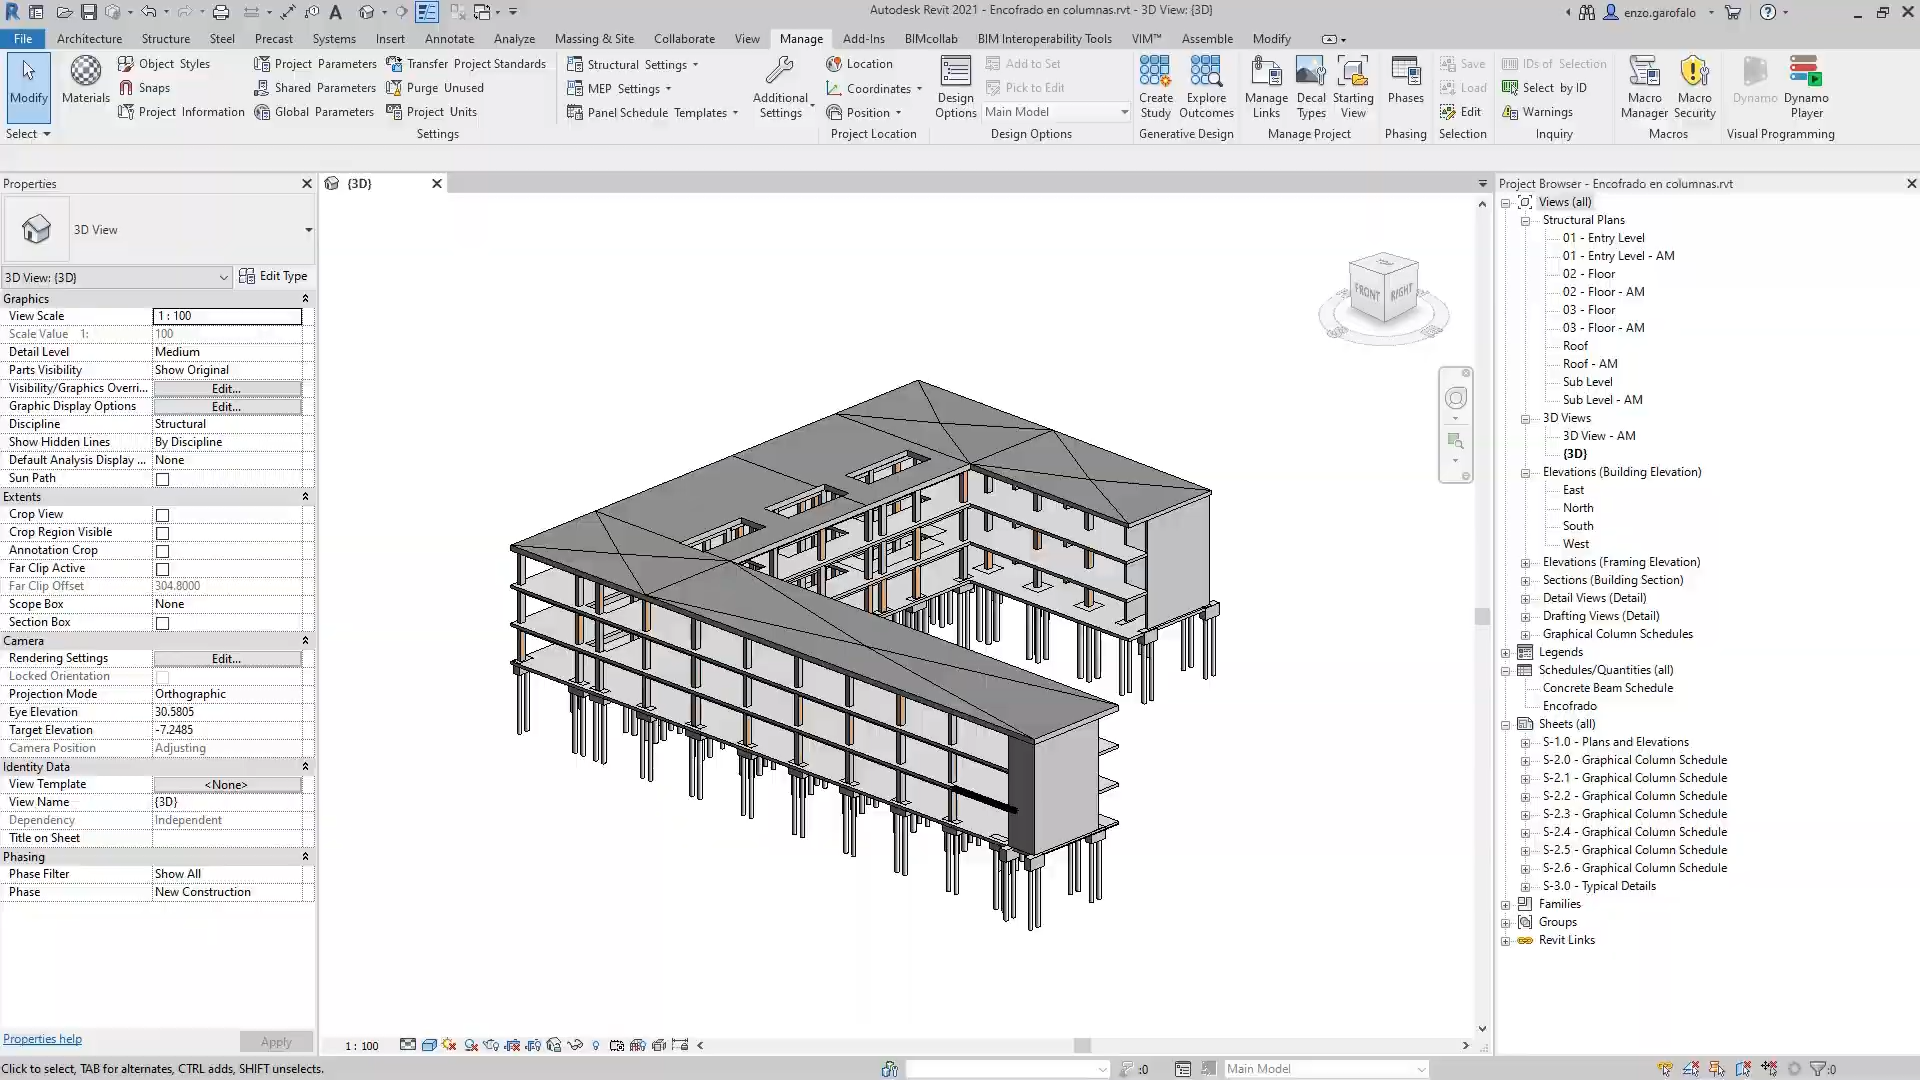 Autodesk Revit 2021 - Encofrado en columnas.rvt - 3D View: {3D}
enzo.garofalo
File Architecture Structure Steel Precast Systems Insert Annotate Analyze Massing & Site Collaborate View Manage Add-Ins BIMcollab BIM Interoperability Tools VIM™ Assemble Modify
Modify
Select
Materials
Object Styles
Snaps
Project Information
Project Parameters
Shared Parameters
Global Parameters
Transfer Project Standards
Purge Unused
Project Units
Settings
Structural Settings
MEP Settings
Panel Schedule Templates
Additional Settings
Location
Coordinates
Position
Project Location
Design Options
Add to Set
Pick to Edit
Main Model
Design Options
Create Study
Explore Outcomes
Generative Design
Manage Links
Decal Types
Starting View
Manage Project
Phases
Phasing
Save
Load
Edit
Selection
IDs of Selection
Select by ID
Warnings
Inquiry
Macro Manager
Macro Security
Macros
Dynamo
Dynamo Player
Visual Programming
Properties
3D View
3D View: {3D}
Edit Type
Graphics
View Scale 1 : 100
Scale Value 1: 100
Detail Level Medium
Parts Visibility Show Original
Visibility/Graphics Overri... Edit...
Graphic Display Options Edit...
Discipline Structural
Show Hidden Lines By Discipline
Default Analysis Display ... None
Sun Path
Extents
Crop View
Crop Region Visible
Annotation Crop
Far Clip Active
Far Clip Offset 304.8000
Scope Box None
Section Box
Camera
Rendering Settings Edit...
Locked Orientation
Projection Mode Orthographic
Eye Elevation 30.5805
Target Elevation -7.2485
Camera Position Adjusting
Identity Data
View Template <None>
View Name {3D}
Dependency Independent
Title on Sheet
Phasing
Phase Filter Show All
Phase New Construction
Properties help
Apply
{3D}
FRONT
RIGHT
1 : 100
Project Browser - Encofrado en columnas.rvt
Views (all)
Structural Plans
01 - Entry Level
01 - Entry Level - AM
02 - Floor
02 - Floor - AM
03 - Floor
03 - Floor - AM
Roof
Roof - AM
Sub Level
Sub Level - AM
3D Views
3D View - AM
{3D}
Elevations (Building Elevation)
East
North
South
West
Elevations (Framing Elevation)
Sections (Building Section)
Detail Views (Detail)
Drafting Views (Detail)
Graphical Column Schedules
Legends
Schedules/Quantities (all)
Concrete Beam Schedule
Encofrado
Sheets (all)
S-1.0 - Plans and Elevations
S-2.0 - Graphical Column Schedule
S-2.1 - Graphical Column Schedule
S-2.2 - Graphical Column Schedule
S-2.3 - Graphical Column Schedule
S-2.4 - Graphical Column Schedule
S-2.5 - Graphical Column Schedule
S-2.6 - Graphical Column Schedule
S-3.0 - Typical Details
Families
Groups
Revit Links
Click to select, TAB for alternates, CTRL adds, SHIFT unselects.
:0
Main Model
:0